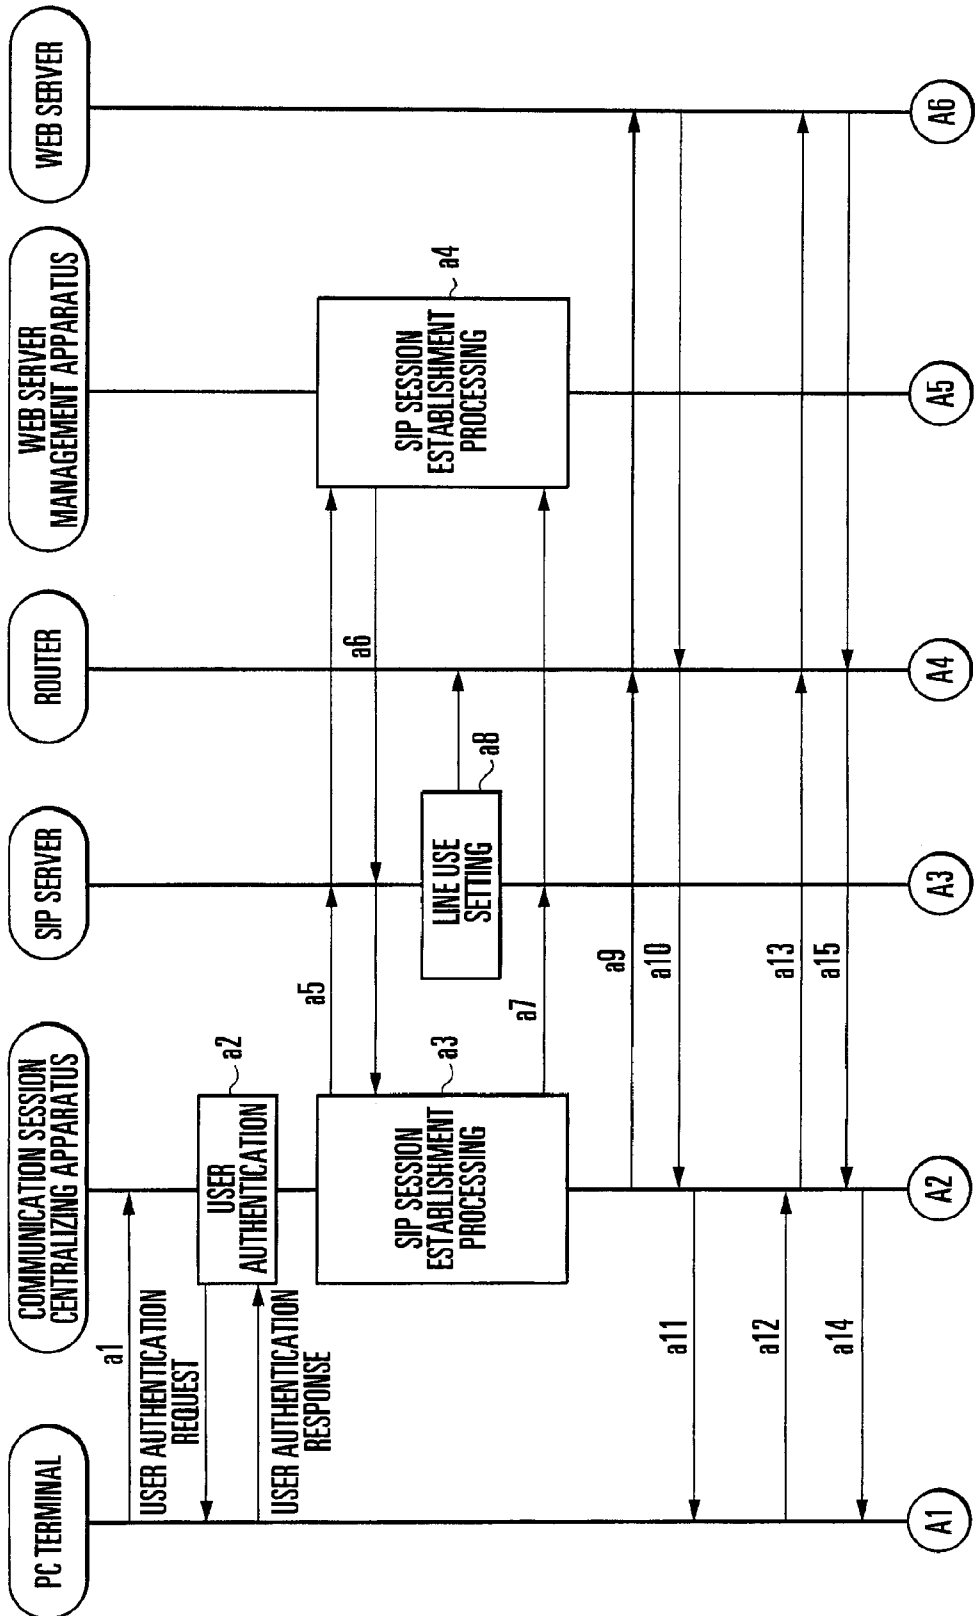 PC TERMINAL
COMMUNICATION SESSION
CENTRALIZING APPARATUS
SIP SERVER
ROUTER
WEB SERVER
MANAGEMENT APPARATUS
WEB SERVER
a1
USER AUTHENTICATION
REQUEST
USER
AUTHENTICATION
a2
USER AUTHENTICATION
RESPONSE
SIP SESSION
ESTABLISHMENT
PROCESSING
a3
SIP SESSION
ESTABLISHMENT
PROCESSING
a4
a5
a6
LINE USE
SETTING
a8
a7
a9
a10
a11
a12
a13
a15
a14
A1
A2
A3
A4
A5
A6